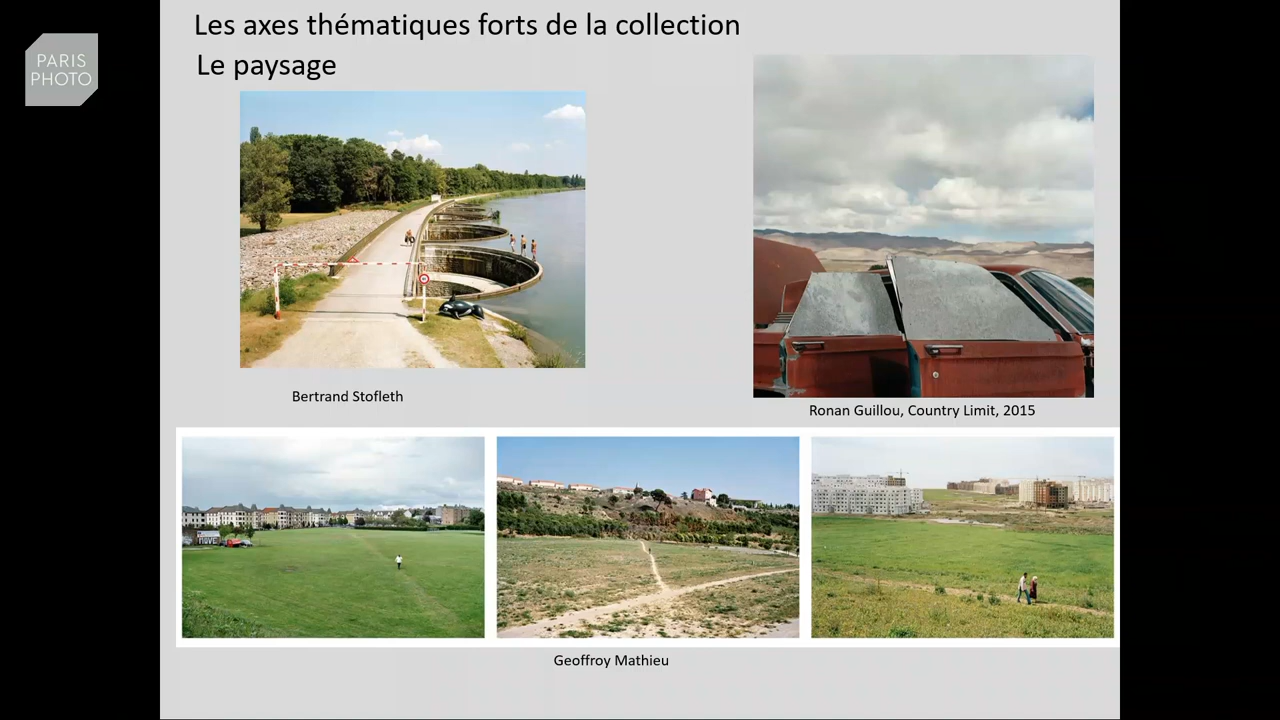 PARIS
PHOTO
Les axes thématiques forts de la collection
Le paysage
Bertrand Stofleth
Ronan Guillou, Country Limit, 2015
Geoffroy Mathieu